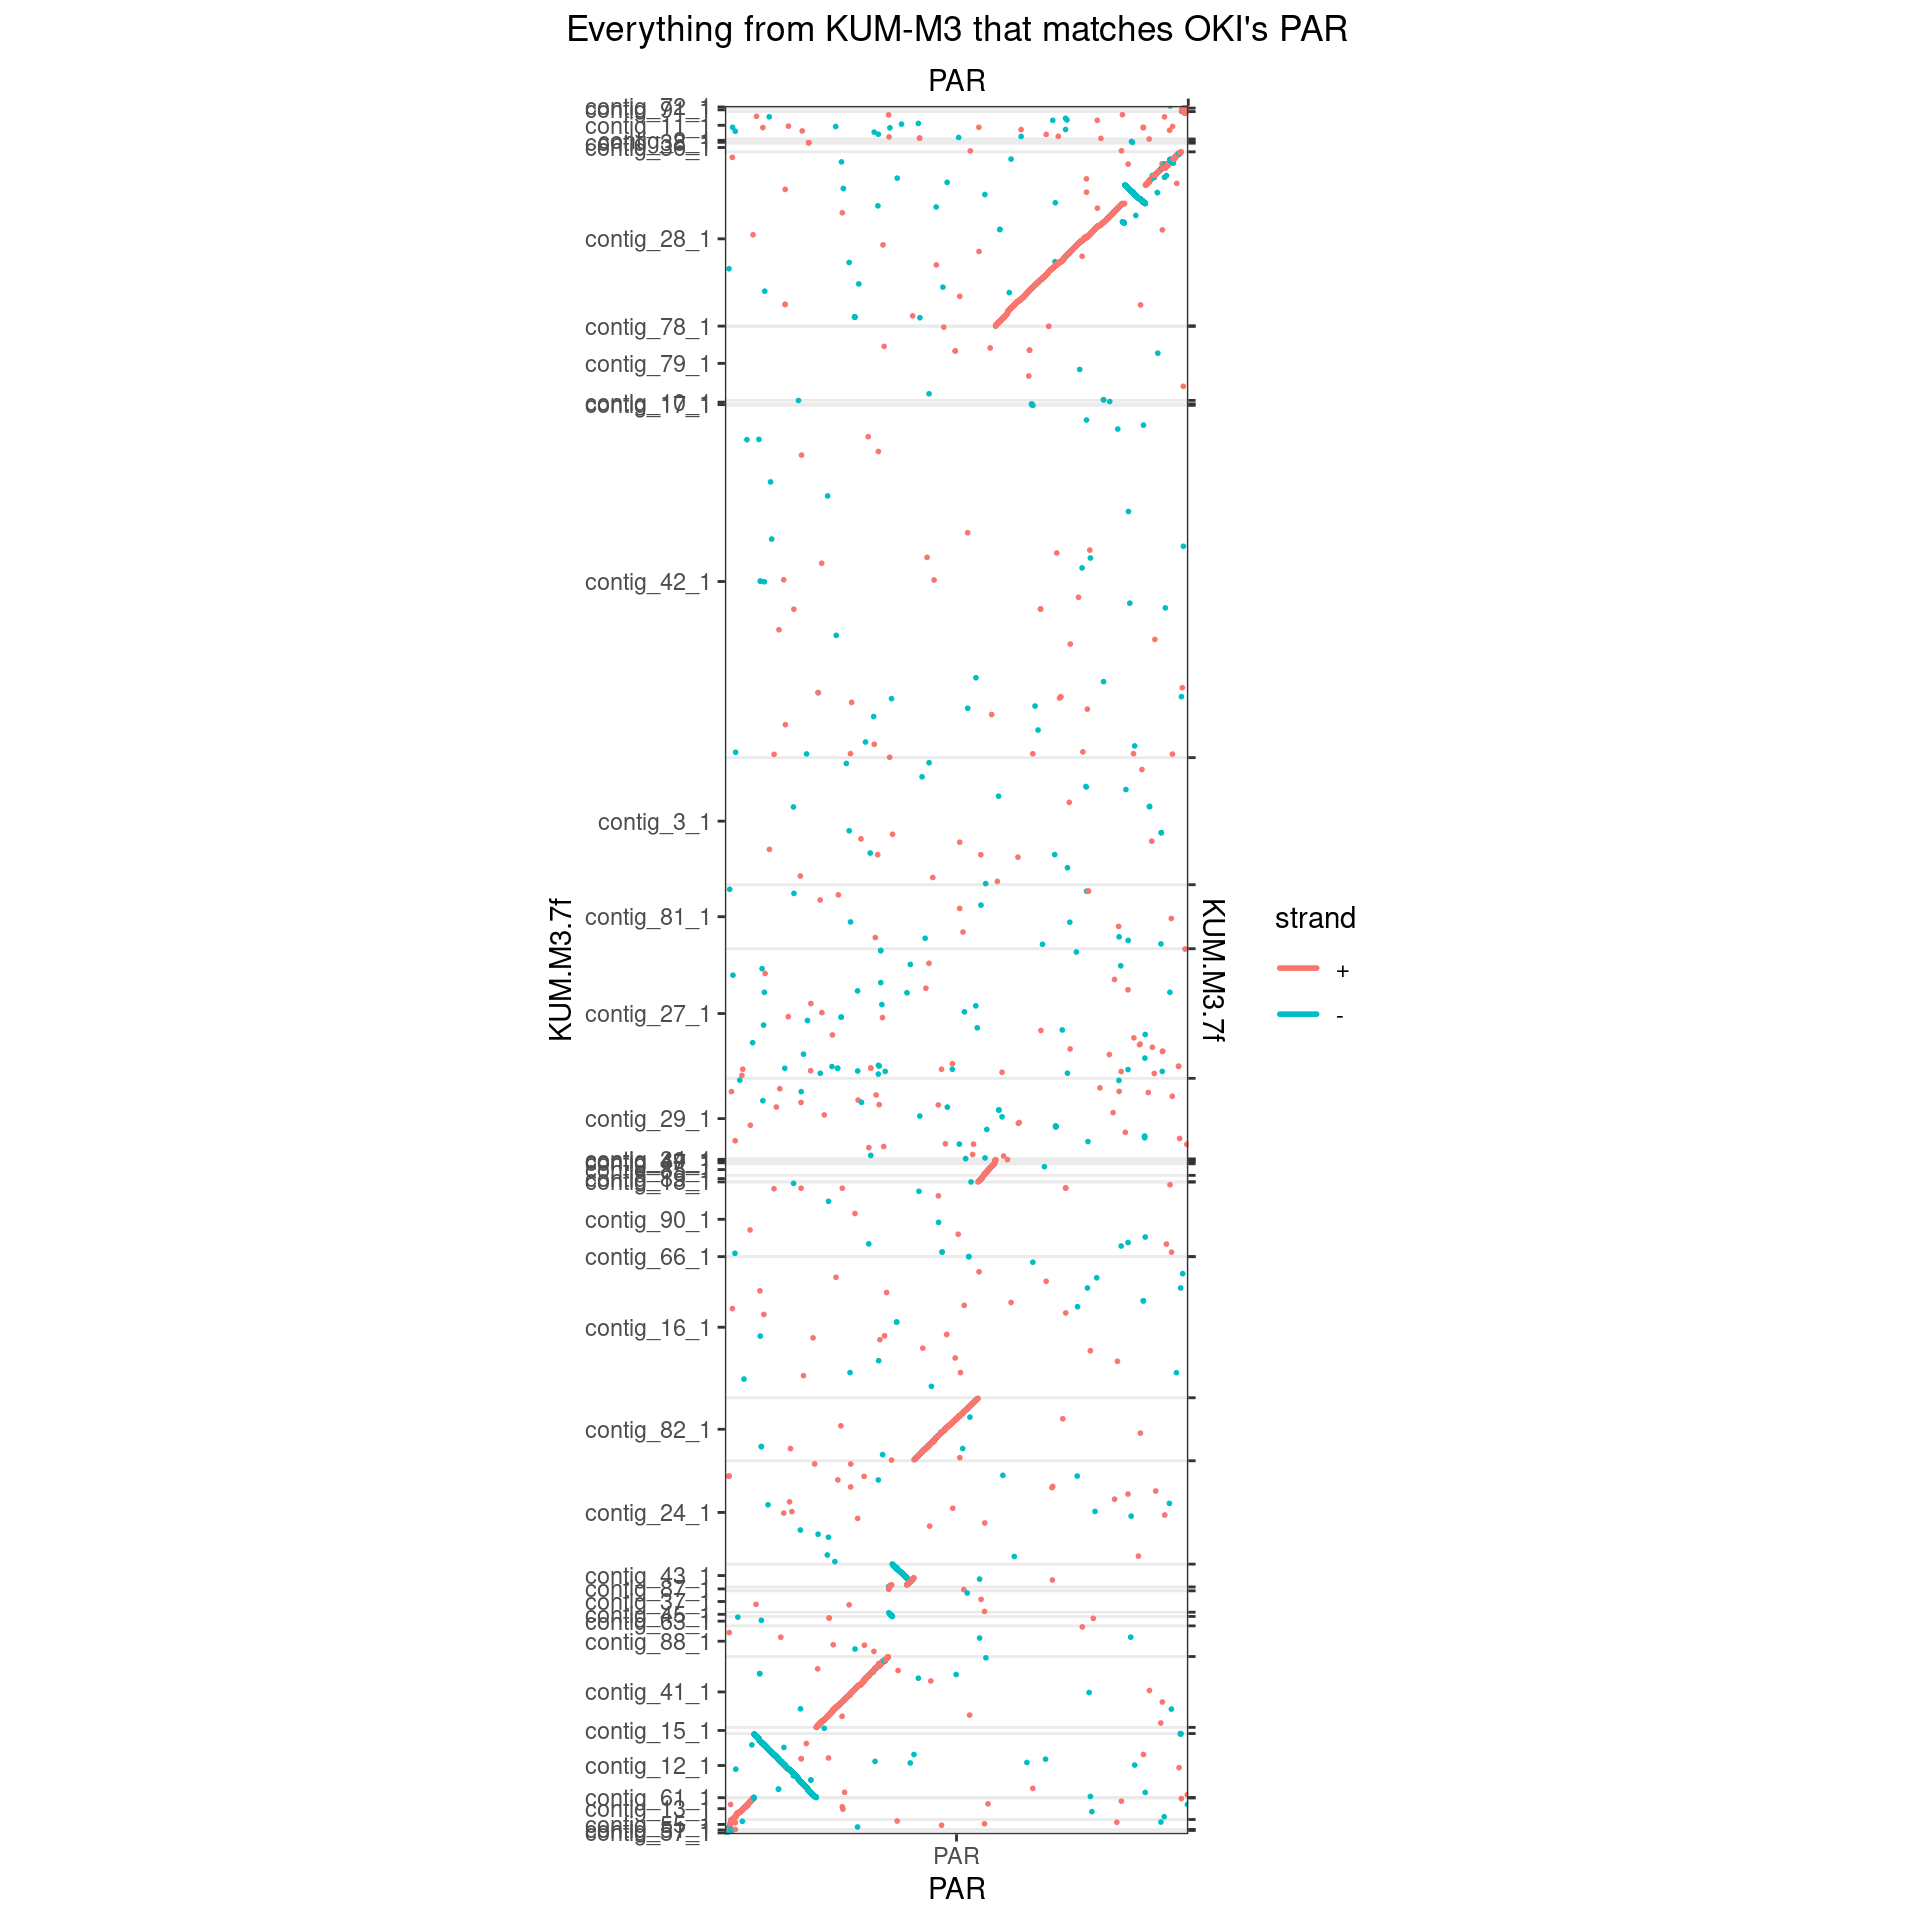 Everything from KUM-M3 that matches OKI's PAR
PAR
contig_11_1
contig_28_1
contig_78_1
contig_79_1
contig_17_1
contig_42_1
contig_3_1
contig_81_1
contig_27_1
contig_29_1
contig_90_1
contig_66_1
contig_16_1
contig_82_1
contig_24_1
contig_43_1
contig_87_1
contig_37_1
contig_88_1
contig_41_1
contig_15_1
contig_12_1
contig_61_1
contig_13_1
KUM.M3.7f
KUM.M3.7f
strand
+
-
PAR
PAR